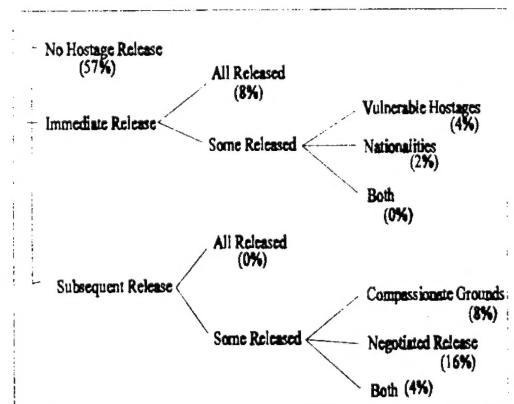 No Hostage Release
(57%)
All Released
(8%)
Immediate Release
Vulnerable Hostages
(4%)
Some Released
Nationalities
(2%)
Both
(0%)
All Released
(0%)
Subsequent Release
Compassionate Grounds
(8%)
Some Released
Negotiated Release
(16%)
Both (4%)